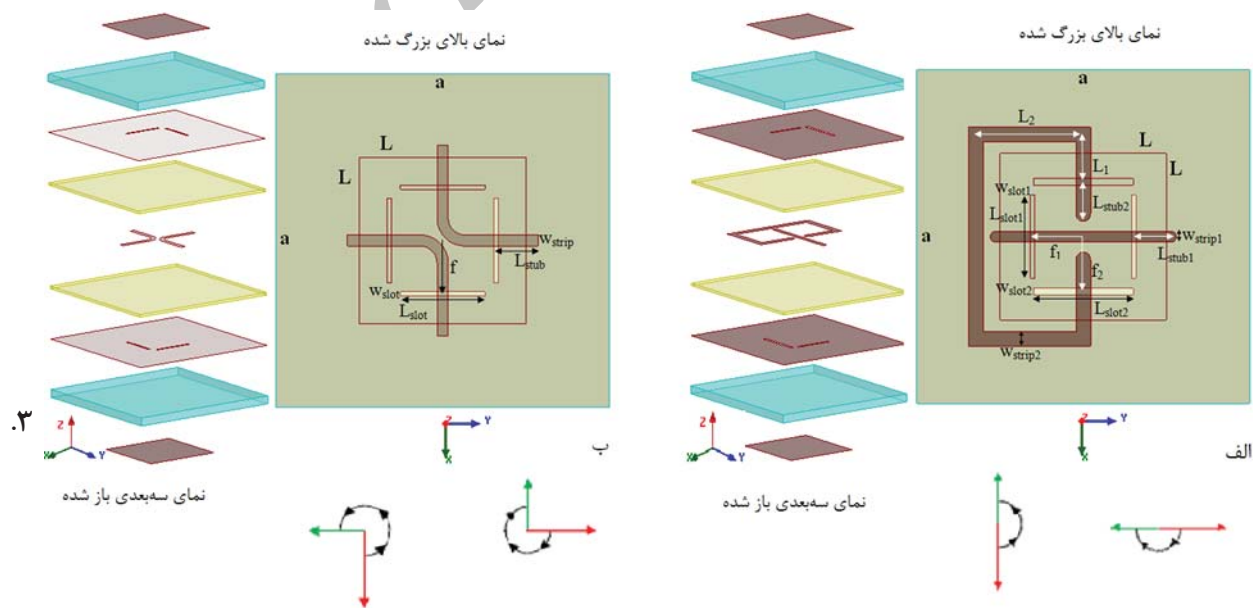 نمای بالای بزرگ شده
a
L₂
L
L₁
L
Wslot1
Lslot1
Lstub2
Wstrip1
a
f₁
Lstub1
f₂
Wslot2
Lslot2
Wstrip2
Z
X
Y
Z
Y
X
الف
نمای سه‌بعدی باز شده
نمای بالای بزرگ شده
a
L
L
a
Wstrip
f
Lstub
Wslot
Lslot
Z
X
Y
Z
Y
X
ب
نمای سه‌بعدی باز شده
۳.